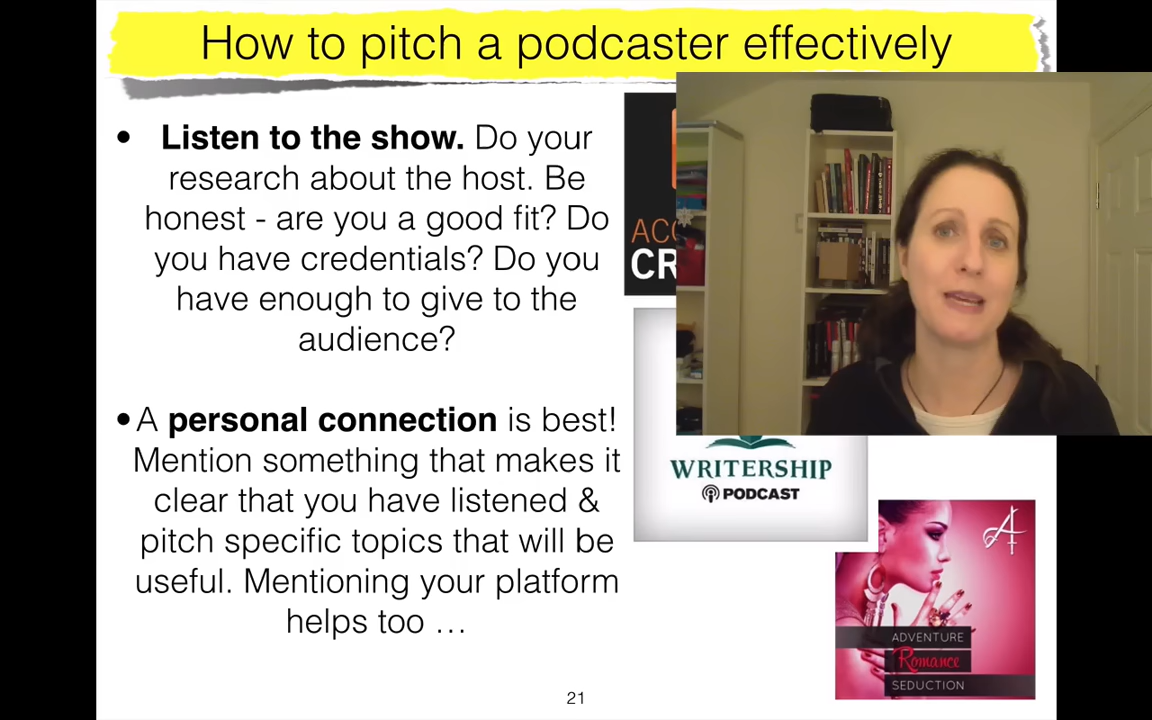 How to pitch a podcaster effectively
• Listen to the show. Do your
research about the host. Be
honest - are you a good fit? Do
you have credentials? Do you
have enough to give to the
audience?
• A personal connection is best!
Mention something that makes it
clear that you have listened &
pitch specific topics that will be
useful. Mentioning your platform
helps too …
ACC
CR
WRITERSHIP
PODCAST
A
ADVENTURE
Romance
SEDUCTION
21